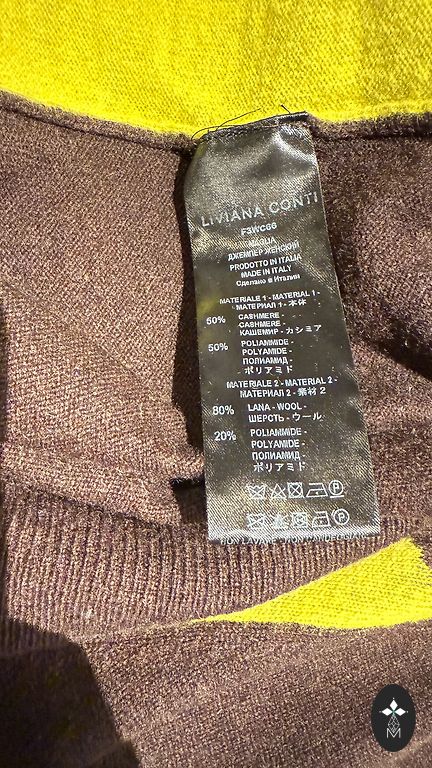 LIVIANA CONTI
F3WC66
MAGLIA
ДЖЕМПЕР ЖЕНСКИЙ
PRODOTTO IN ITALIA
MADE IN ITALY
Сделано в Италии
MATERIALE 1 - MATERIAL 1 -
МАТЕРИАЛ 1 - 本体
50% CASHMERE -
CASHMERE -
КАШЕМИР - カシミア
50% POLIAMMIDE -
POLYAMIDE -
ПОЛИАМИД -
ポリアミド
MATERIALE 2 - MATERIAL 2 -
МАТЕРИАЛ 2 - 素材 2
80% LANA - WOOL -
ШЕРСТЬ - ウール
20% POLIAMMIDE -
POLYAMIDE -
ПОЛИАМИД -
ポリアミド